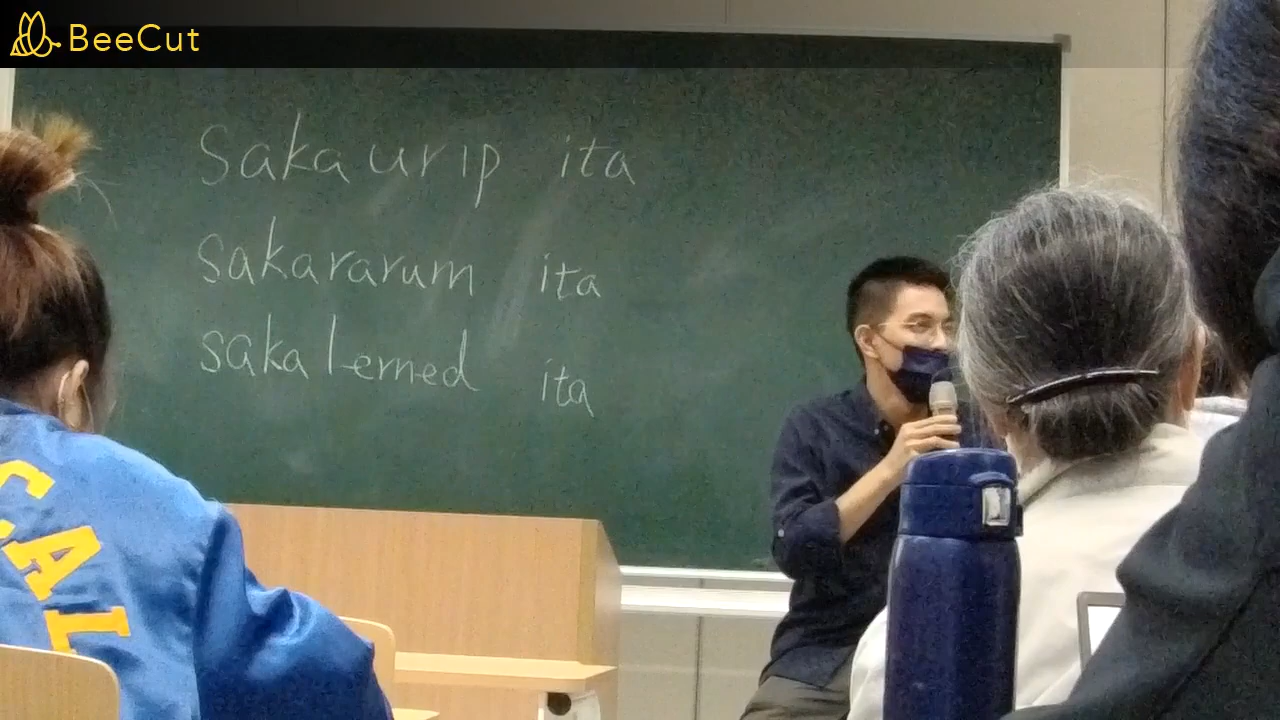 BeeCut
sakaurip ita
sakararum ita
sakalemed ita
CAL